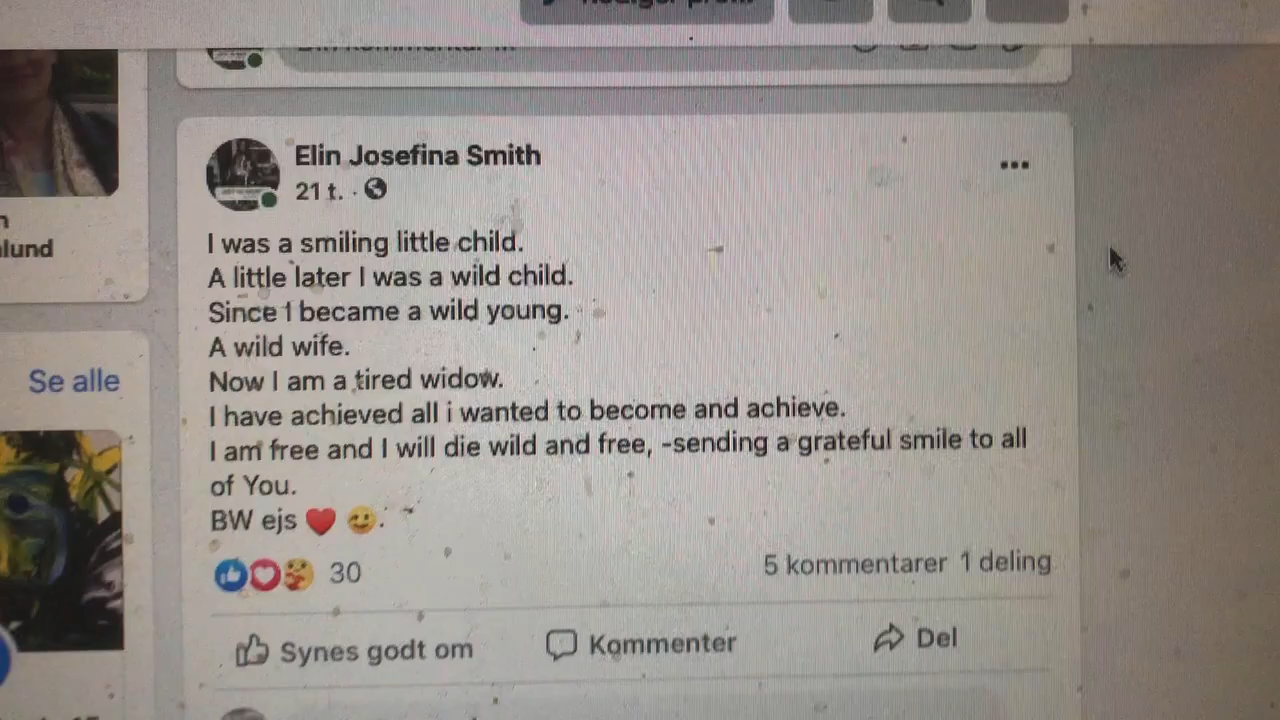 Elin Josefina Smith
21 t.
I was a smiling little child.
A little later I was a wild child.
Since I became a wild young.
A wild wife.
Now I am a tired widow.
I have achieved all i wanted to become and achieve.
I am free and I will die wild and free, -sending a grateful smile to all
of You.
BW ejs ❤️ 🙂.
30
5 kommentarer 1 deling
Synes godt om
Kommenter
Del
lund
Se alle